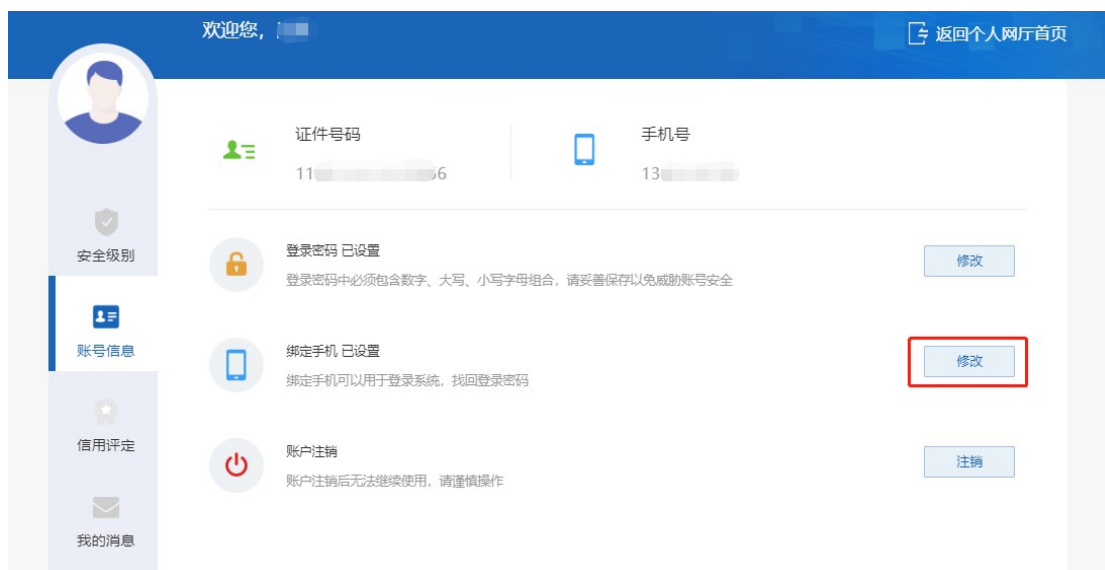 欢迎您，
返回个人网厅首页
证件号码
手机号
11 66
13
安全级别
登录密码 已设置
登录密码中必须包含数字、大写、小写字母组合，请妥善保存以免威胁账号安全
修改
账号信息
绑定手机 已设置
绑定手机可以用于登录系统，找回登录密码
修改
信用评定
账户注销
账户注销后无法继续使用，请谨慎操作
注销
我的消息